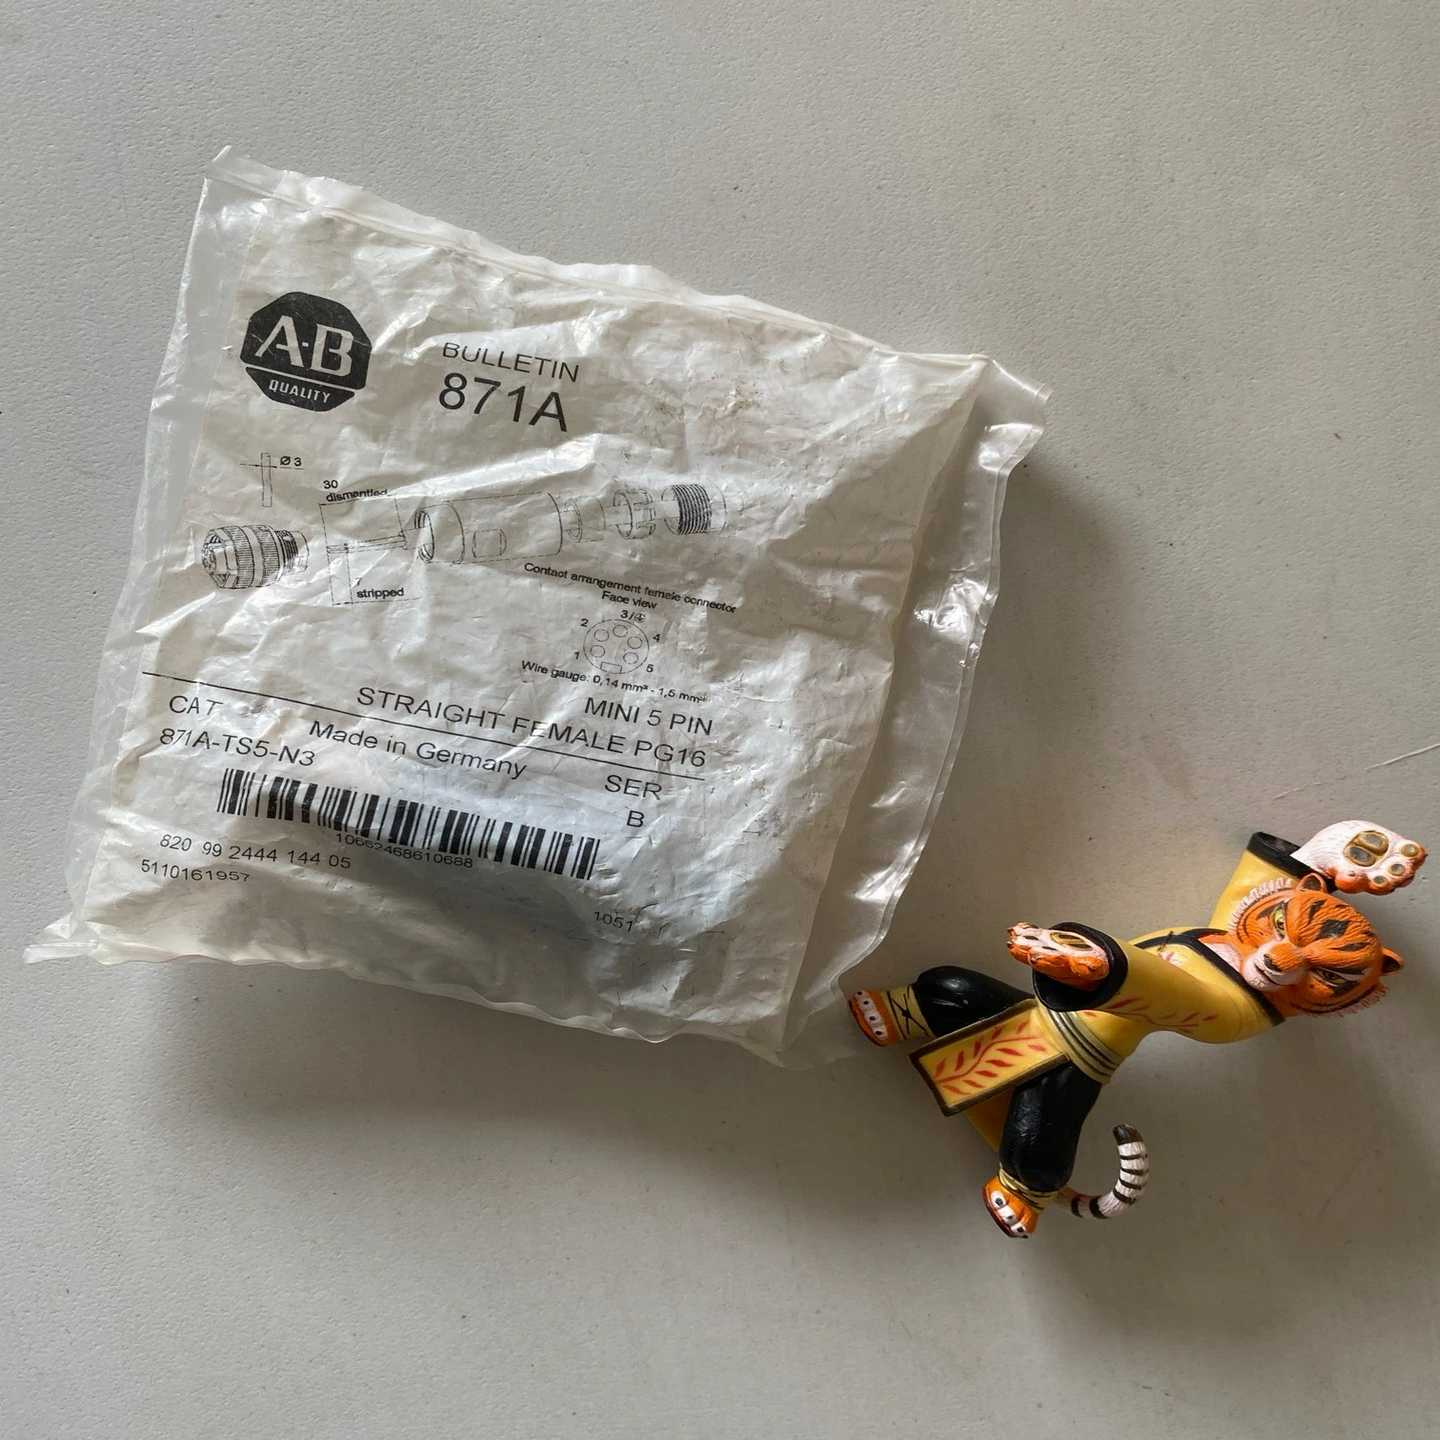 A-B
QUALITY
BULLETIN
871A
Ø 3
30
dismantled
7
stripped
Contact arrangement female connector
Face view
3/⏚
2
4
1
5
Wire gauge: 0,14 mm² - 1,5 mm²
MINI 5 PIN
STRAIGHT FEMALE PG16
CAT
Made in Germany
871A-TS5-N3
SER
B
10662468610688
820 99 2444 144 05
5110161957
1051